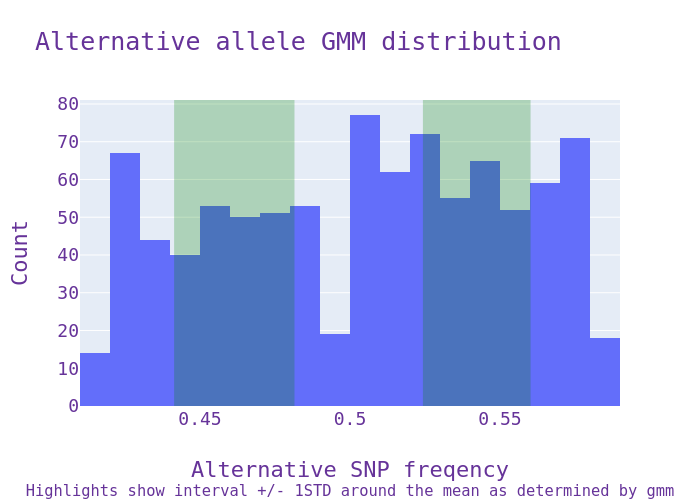 Alternative allele GMM distribution
80
70
60
50
40
30
20
10
0
Count
0.45 0.5 0.55
Alternative SNP freqency
Highlights show interval +/- 1STD around the mean as determined by gmm